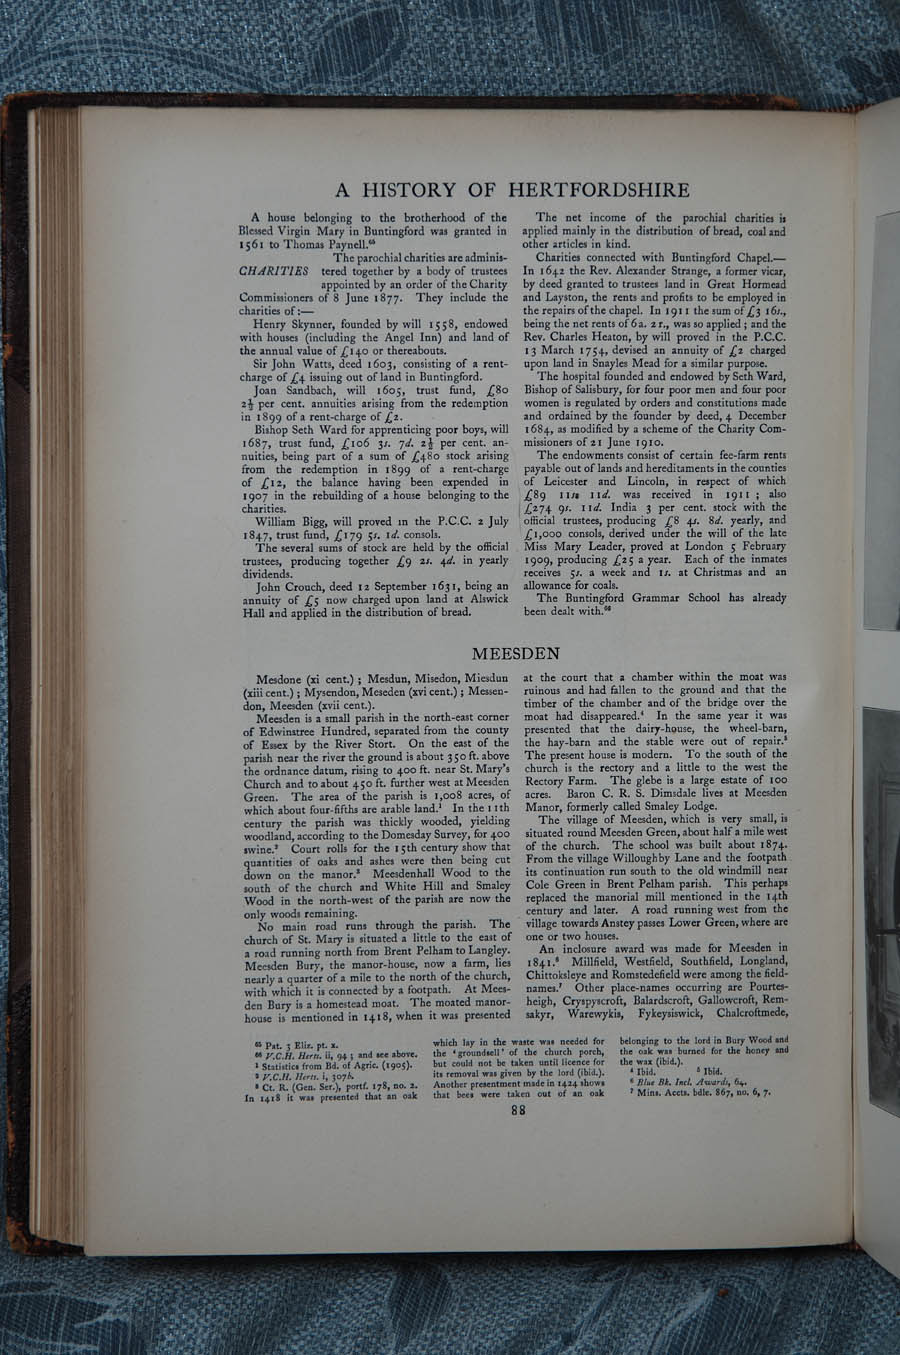 A HISTORY OF HERTFORDSHIRE
A house belonging to the brotherhood of the
Blessed Virgin Mary in Buntingford was granted in
1561 to Thomas Paynell.⁶⁵
The parochial charities are adminis-
CHARITIES tered together by a body of trustees
appointed by an order of the Charity
Commissioners of 8 June 1877. They include the
charities of :—
Henry Skynner, founded by will 1558, endowed
with houses (including the Angel Inn) and land of
the annual value of £140 or thereabouts.
Sir John Watts, deed 1603, consisting of a rent-
charge of £4 issuing out of land in Buntingford.
Joan Sandbach, will 1605, trust fund, £80
2½ per cent. annuities arising from the redemption
in 1899 of a rent-charge of £2.
Bishop Seth Ward for apprenticing poor boys, will
1687, trust fund, £106 3s. 7d. 2½ per cent. an-
nuities, being part of a sum of £480 stock arising
from the redemption in 1899 of a rent-charge
of £12, the balance having been expended in
1907 in the rebuilding of a house belonging to the
charities.
William Bigg, will proved in the P.C.C. 2 July
1847, trust fund, £179 5s. 1d. consols.
The several sums of stock are held by the official
trustees, producing together £9 2s. 4d. in yearly
dividends.
John Crouch, deed 12 September 1631, being an
annuity of £5 now charged upon land at Alswick
Hall and applied in the distribution of bread.
The net income of the parochial charities is
applied mainly in the distribution of bread, coal and
other articles in kind.
Charities connected with Buntingford Chapel.—
In 1642 the Rev. Alexander Strange, a former vicar,
by deed granted to trustees land in Great Hormead
and Layston, the rents and profits to be employed in
the repairs of the chapel. In 1911 the sum of £3 16s.,
being the net rents of 6a. 2r., was so applied ; and the
Rev. Charles Heaton, by will proved in the P.C.C.
13 March 1754, devised an annuity of £2 charged
upon land in Snayles Mead for a similar purpose.
The hospital founded and endowed by Seth Ward,
Bishop of Salisbury, for four poor men and four poor
women is regulated by orders and constitutions made
and ordained by the founder by deed, 4 December
1684, as modified by a scheme of the Charity Com-
missioners of 21 June 1910.
The endowments consist of certain fee-farm rents
payable out of lands and hereditaments in the counties
of Leicester and Lincoln, in respect of which
£89 11s. 11d. was received in 1911 ; also
£274 9s. 11d. India 3 per cent. stock with the
official trustees, producing £8 4s. 8d. yearly, and
£1,000 consols, derived under the will of the late
Miss Mary Leader, proved at London 5 February
1909, producing £25 a year. Each of the inmates
receives 5s. a week and 1s. at Christmas and an
allowance for coals.
The Buntingford Grammar School has already
been dealt with.⁶⁶
MEESDEN
Mesdone (xi cent.) ; Mesdun, Misedon, Miesdun
(xiii cent.) ; Mysendon, Meseden (xvi cent.) ; Messen-
don, Meesden (xvii cent.).
Meesden is a small parish in the north-east corner
of Edwinstree Hundred, separated from the county
of Essex by the River Stort. On the east of the
parish near the river the ground is about 350 ft. above
the ordnance datum, rising to 400 ft. near St. Mary's
Church and to about 450 ft. further west at Meesden
Green. The area of the parish is 1,008 acres, of
which about four-fifths are arable land.¹ In the 11th
century the parish was thickly wooded, yielding
woodland, according to the Domesday Survey, for 400
swine.² Court rolls for the 15th century show that
quantities of oaks and ashes were then being cut
down on the manor.³ Meesdenhall Wood to the
south of the church and White Hill and Smaley
Wood in the north-west of the parish are now the
only woods remaining.
No main road runs through the parish. The
church of St. Mary is situated a little to the east of
a road running north from Brent Pelham to Langley.
Meesden Bury, the manor-house, now a farm, lies
nearly a quarter of a mile to the north of the church,
with which it is connected by a footpath. At Mees-
den Bury is a homestead moat. The moated manor-
house is mentioned in 1418, when it was presented
at the court that a chamber within the moat was
ruinous and had fallen to the ground and that the
timber of the chamber and of the bridge over the
moat had disappeared.⁴ In the same year it was
presented that the dairy-house, the wheel-barn,
the hay-barn and the stable were out of repair.⁵
The present house is modern. To the south of the
church is the rectory and a little to the west the
Rectory Farm. The glebe is a large estate of 100
acres. Baron C. R. S. Dimsdale lives at Meesden
Manor, formerly called Smaley Lodge.
The village of Meesden, which is very small, is
situated round Meesden Green, about half a mile west
of the church. The school was built about 1874.
From the village Willoughby Lane and the footpath
its continuation run south to the old windmill near
Cole Green in Brent Pelham parish. This perhaps
replaced the manorial mill mentioned in the 14th
century and later. A road running west from the
village towards Anstey passes Lower Green, where are
one or two houses.
An inclosure award was made for Meesden in
1841.⁶ Millfield, Westfield, Southfield, Longland,
Chittoksleye and Romstedefield were among the field-
names.⁷ Other place-names occurring are Pourtes-
heigh, Cryspyscroft, Balardscroft, Gallowcroft, Rem-
sakyr, Warewykis, Fykeysiswick, Chalcroftmede,
⁶⁵ Pat. 3 Eliz. pt. x.
⁶⁶ V.C.H. Herts. ii, 94 ; and see above.
¹ Statistics from Bd. of Agric. (1905).
² V.C.H. Herts. i, 307b.
³ Ct. R. (Gen. Ser.), portf. 178, no. 2.
In 1418 it was presented that an oak
which lay in the waste was needed for
the 'groundsell' of the church porch,
but could not be taken until licence for
its removal was given by the lord (ibid.).
Another presentment made in 1424 shows
that bees were taken out of an oak
belonging to the lord in Bury Wood and
the oak was burned for the honey and
the wax (ibid.).
⁴ Ibid. ⁵ Ibid.
⁶ Blue Bk. Incl. Awards, 64.
⁷ Mins. Accts. bdle. 867, no. 6, 7.
88